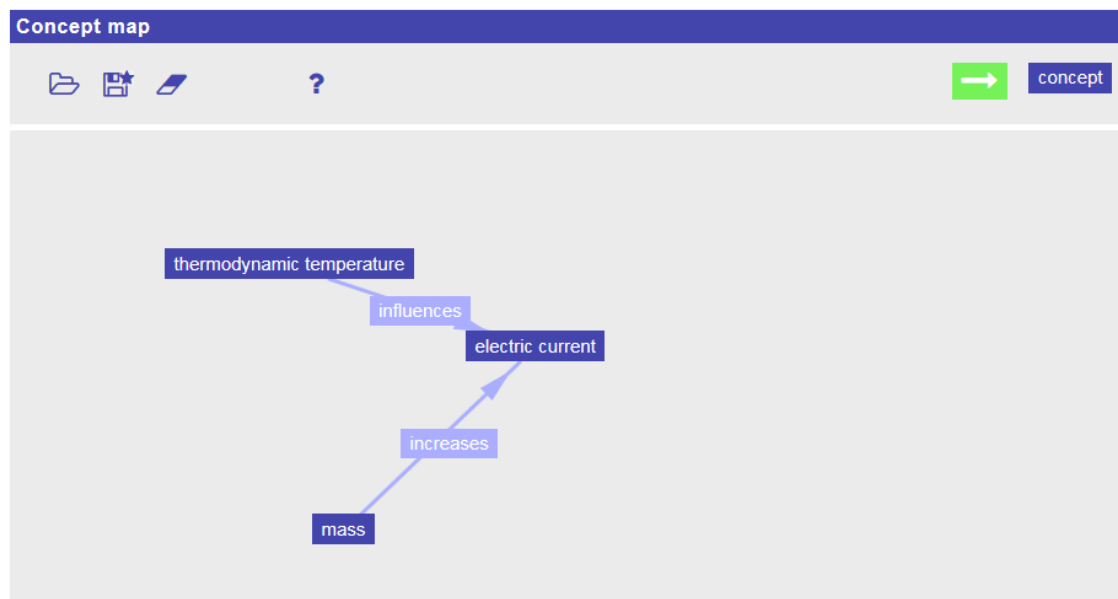 Concept map
?
concept
thermodynamic temperature
influences
electric current
increases
mass